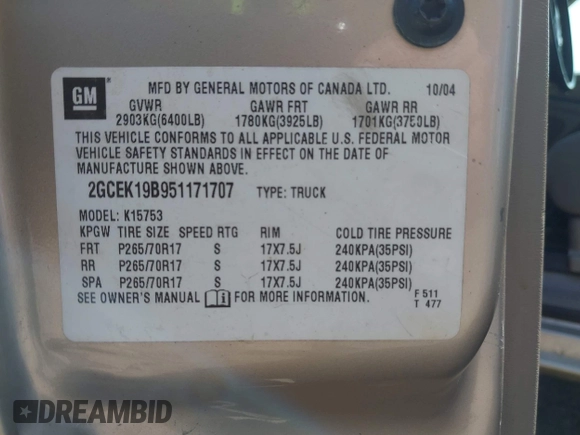 GM
MFD BY GENERAL MOTORS OF CANADA LTD. 10/04
GVWR GAWR FRT GAWR RR
2903KG(6400LB) 1780KG(3925LB) 1701KG(3750LB)
THIS VEHICLE CONFORMS TO ALL APPLICABLE U.S. FEDERAL MOTOR
VEHICLE SAFETY STANDARDS IN EFFECT ON THE DATE OF
MANUFACTURE SHOWN ABOVE.
2GCEK19B951171707 TYPE: TRUCK
MODEL: K15753
KPGW TIRE SIZE SPEED RTG RIM COLD TIRE PRESSURE
FRT P265/70R17 S 17X7.5J 240KPA(35PSI)
RR P265/70R17 S 17X7.5J 240KPA(35PSI)
SPA P265/70R17 S 17X7.5J 240KPA(35PSI)
SEE OWNER'S MANUAL FOR MORE INFORMATION. F 511
T 477
DREAMBID